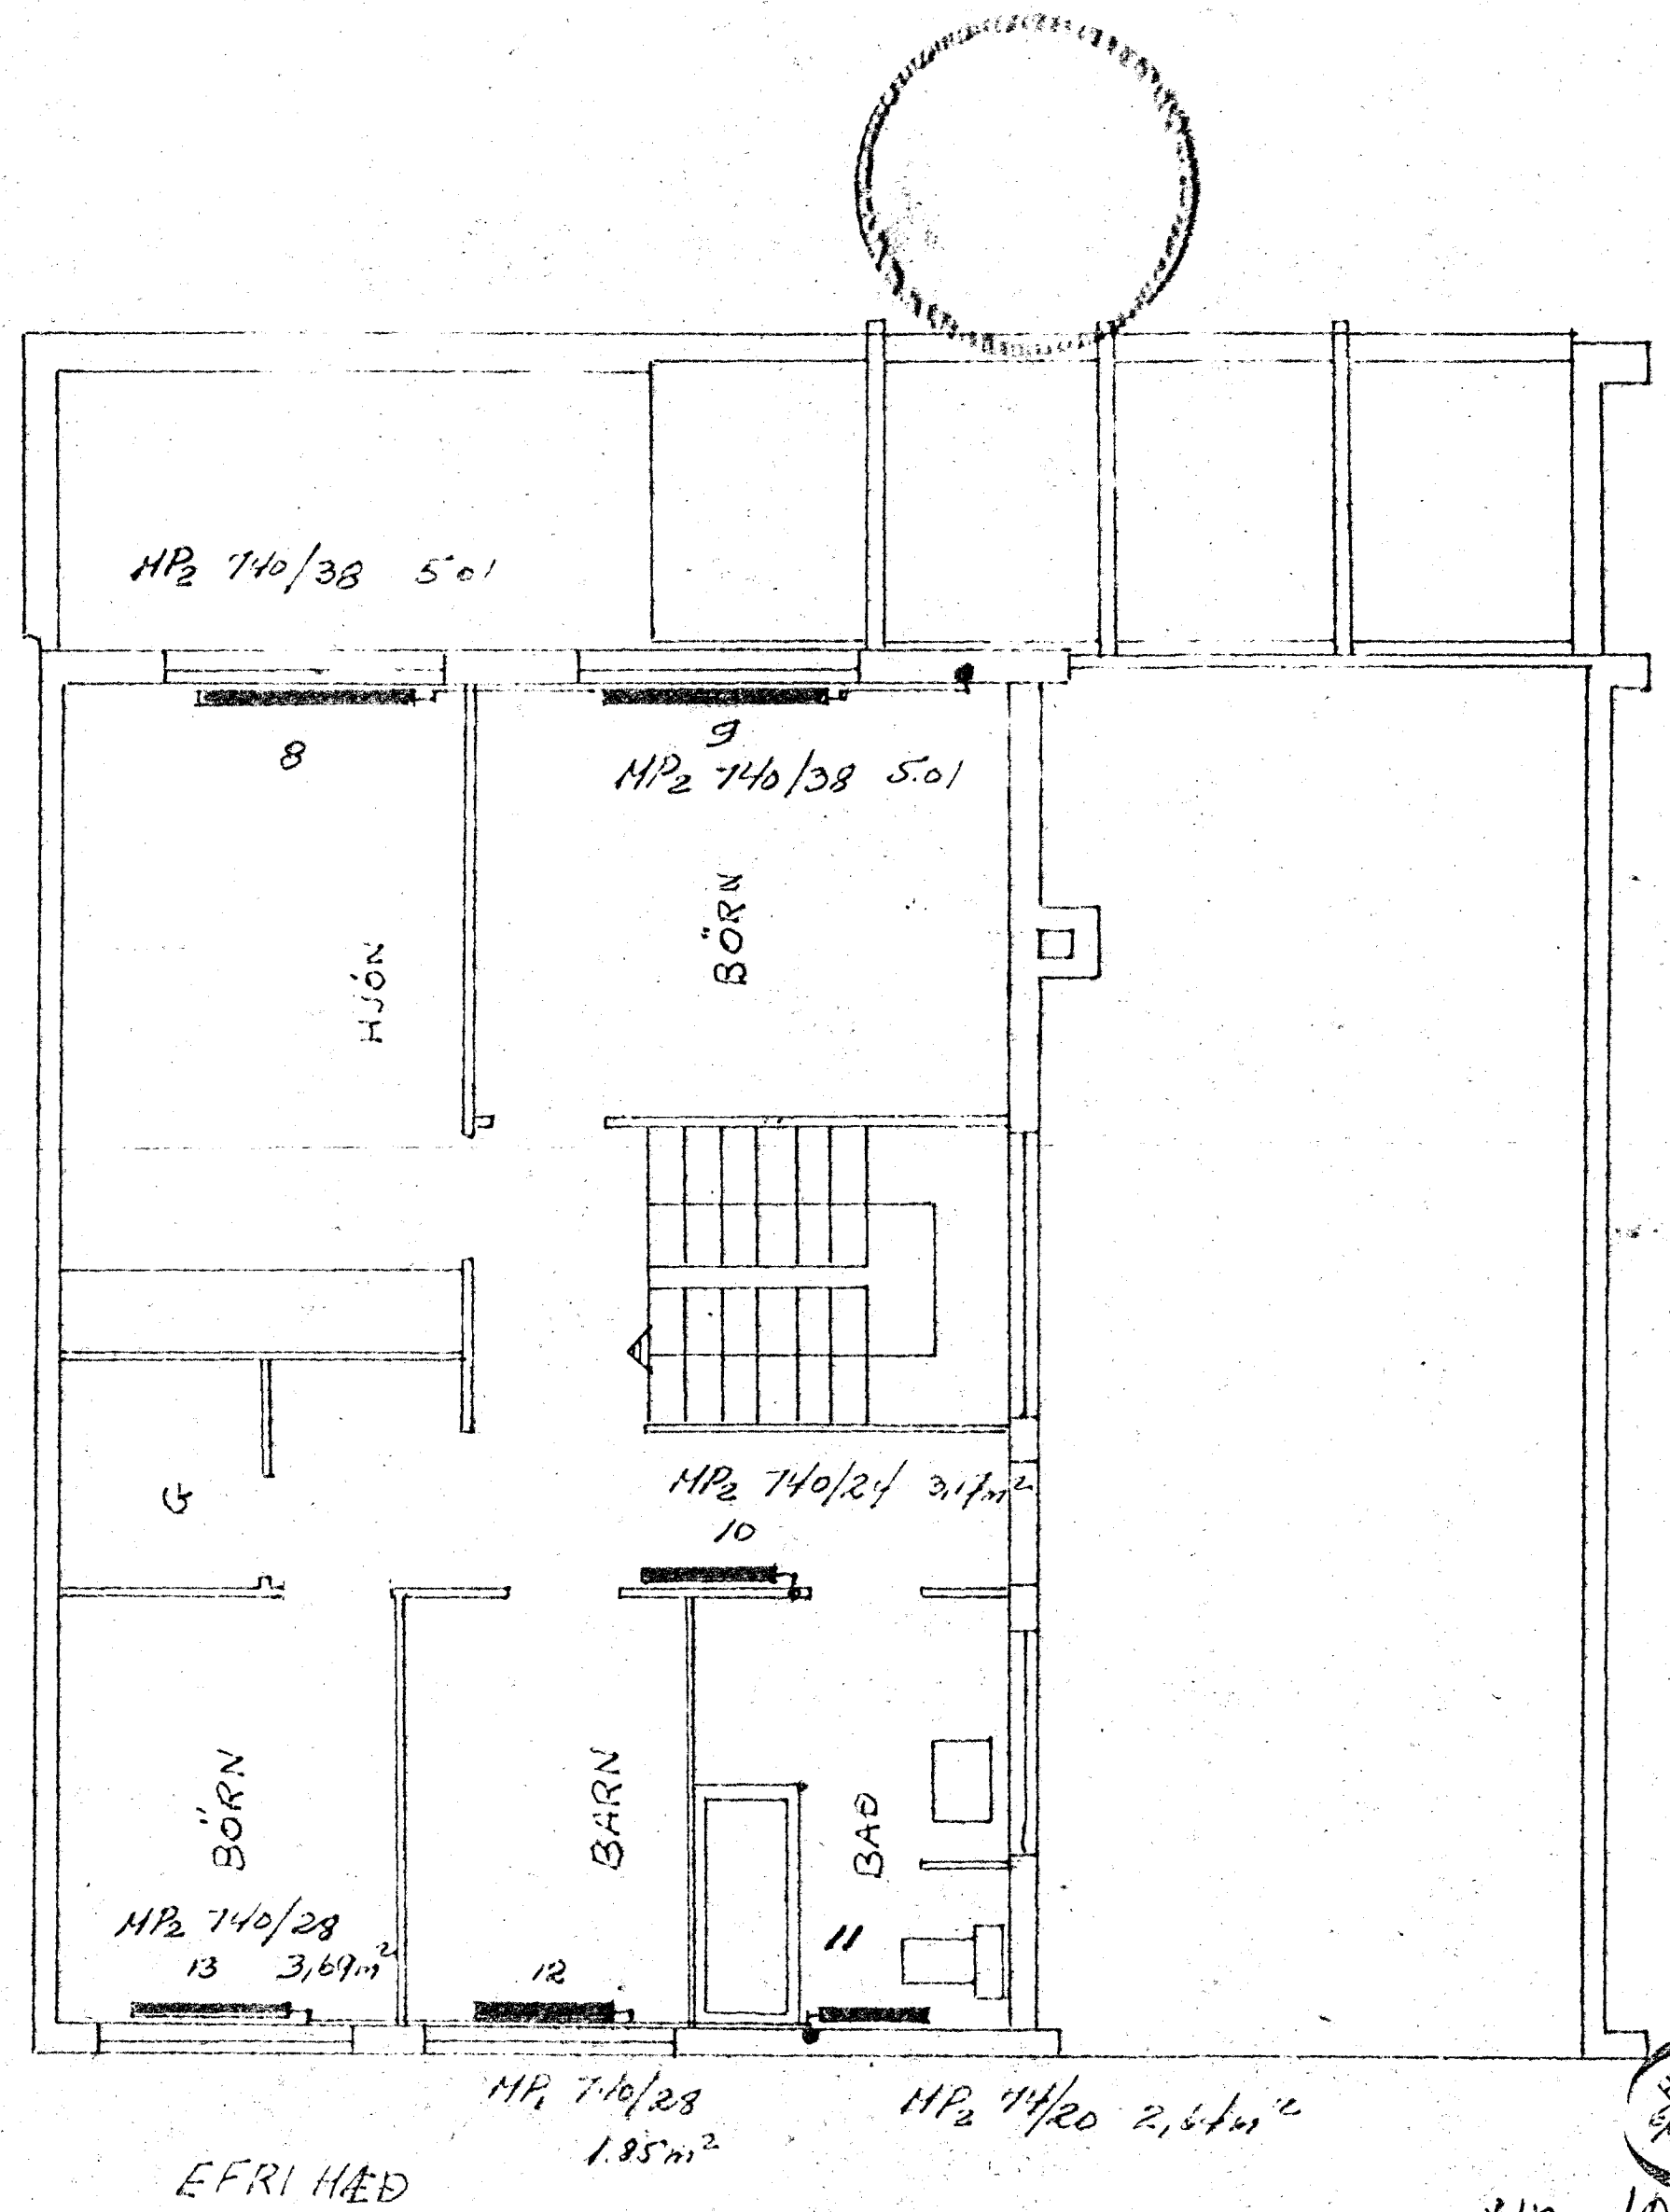 MP₂ 740/38 5.01
8
9
MP₂ 740/38 5.01
HJÓN
BÖRN
MP₂ 740/24 3,17m²
10
G
BÖRN
BARN
BAÐ
MP₂ 740/28
13 3,69m²
12
11
MP₁ 740/28
1.85m²
MP₂ 74/20 2,64m²
EFRI HÆÐ